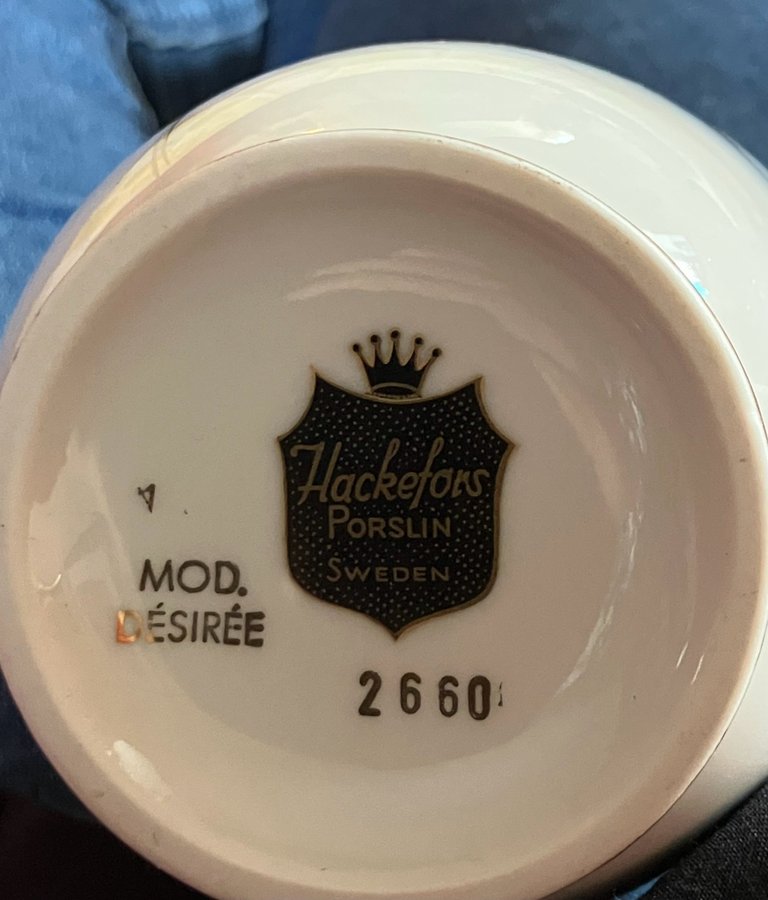 Hackefors
PORSLIN
SWEDEN
A
MOD.
DÉSIRÉE
2660